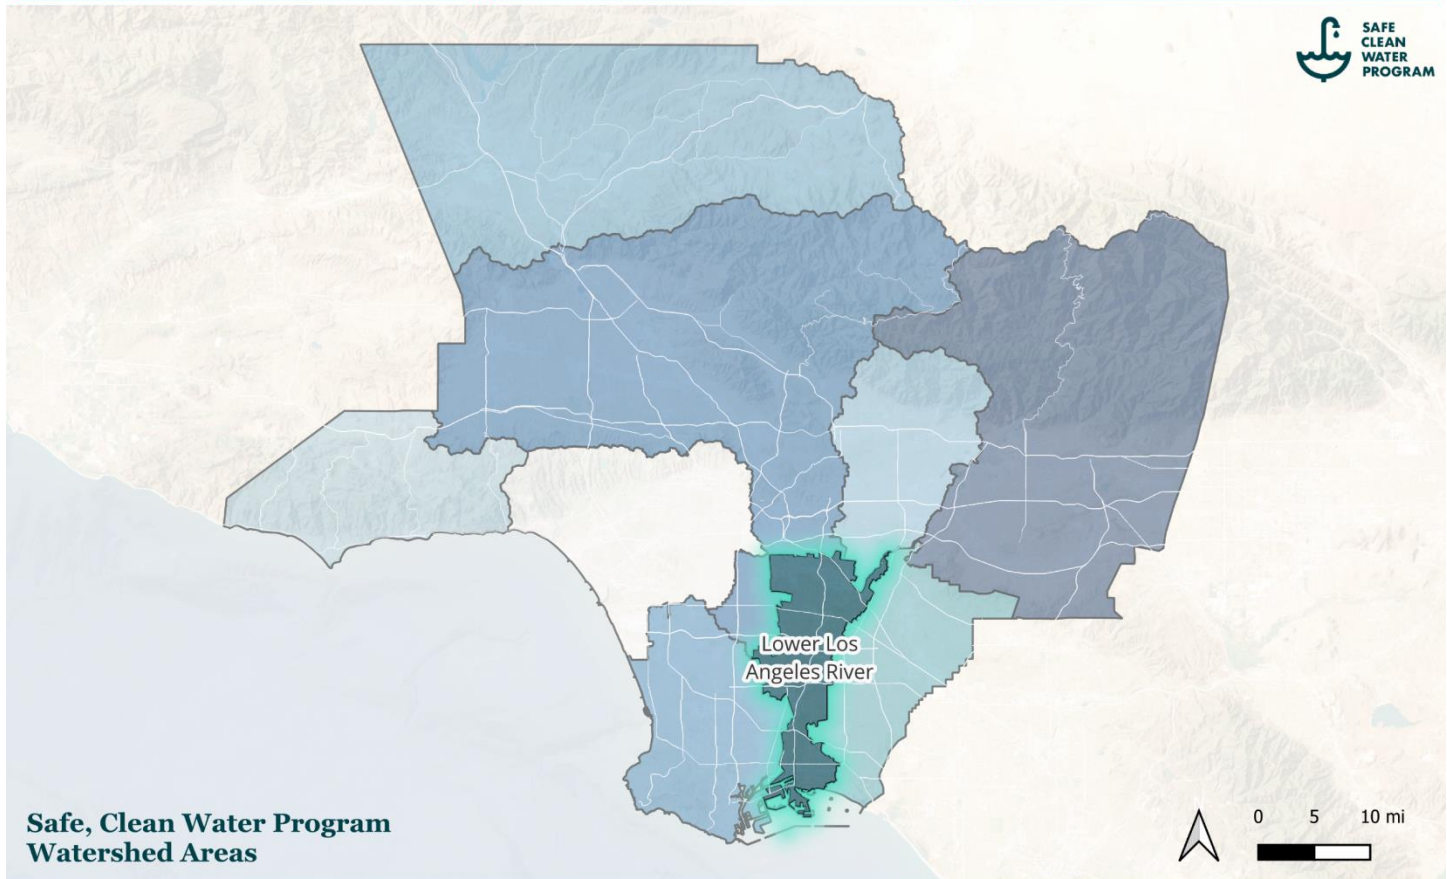 SAFE
CLEAN
WATER
PROGRAM
Lower Los
Angeles River
Safe, Clean Water Program
Watershed Areas
0 5 10 mi